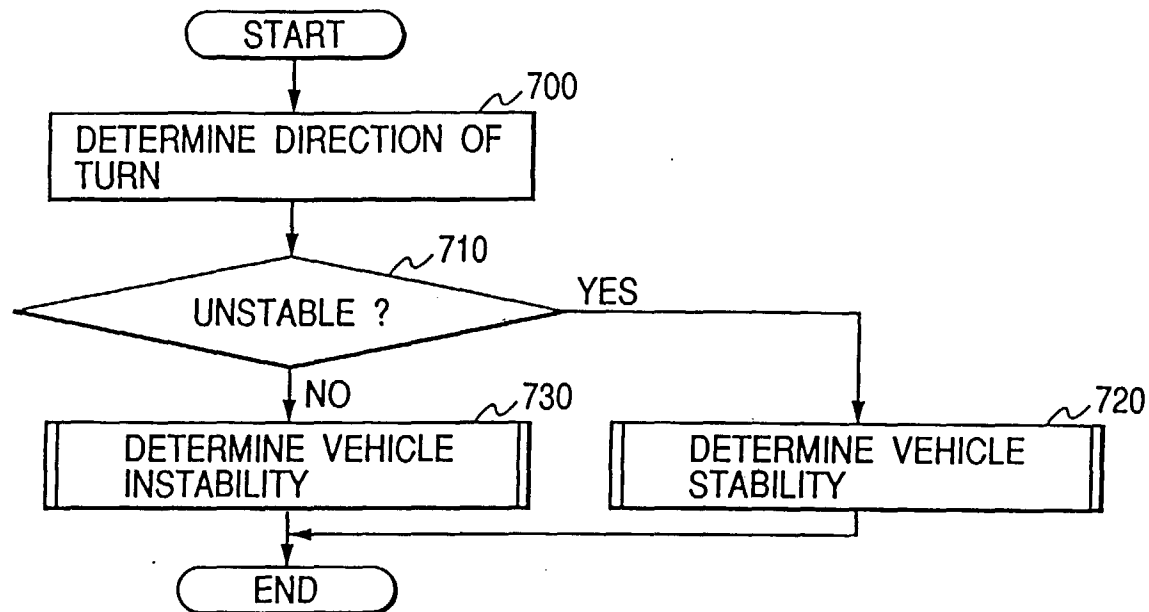 START
700
DETERMINE DIRECTION OF
TURN
710
UNSTABLE ?
YES
NO
730
DETERMINE VEHICLE
INSTABILITY
720
DETERMINE VEHICLE
STABILITY
END